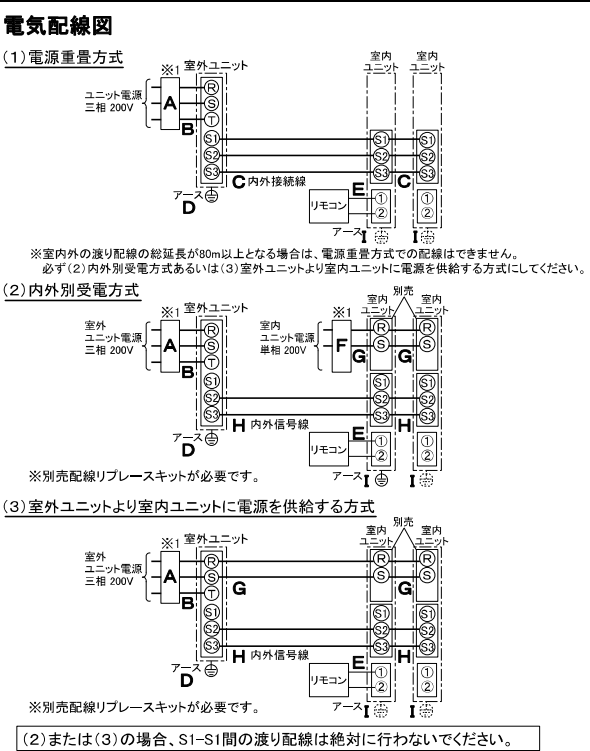 電気配線図
(1)電源重畳方式
※1
室外ユニット
室内
ユニット
室内
ユニット
ユニット電源
三相 200V
A
B
R
S
T
S1
S2
S3
S1
S2
S3
S1
S2
S3
C 内外接続線
C
アース
D
E
リモコン
①
②
①
②
アース I
I
※室内外の渡り配線の総延長が80m以上となる場合は、電源重畳方式での配線はできません。
必ず(2)内外別受電方式あるいは(3)室外ユニットより室内ユニットに電源を供給する方式にしてください。
(2)内外別受電方式
別売
※1
室外ユニット
※1
室内
ユニット
室内
ユニット
室外
ユニット電源
三相 200V
A
B
R
S
T
S1
S2
S3
室内
ユニット電源
単相 200V
F
G
G
R
S
R
S
S1
S2
S3
S1
S2
S3
H 内外信号線
H
アース
D
E
リモコン
①
②
①
②
アース I
I
※別売配線リプレースキットが必要です。
(3)室外ユニットより室内ユニットに電源を供給する方式
別売
※1
室外ユニット
室内
ユニット
室内
ユニット
室外
ユニット電源
三相 200V
A
B
R
S
T
S1
S2
S3
G
G
R
S
R
S
S1
S2
S3
S1
S2
S3
H 内外信号線
H
アース
D
E
リモコン
①
②
①
②
アース I
I
※別売配線リプレースキットが必要です。
(2)または(3)の場合、S1-S1間の渡り配線は絶対に行わないでください。